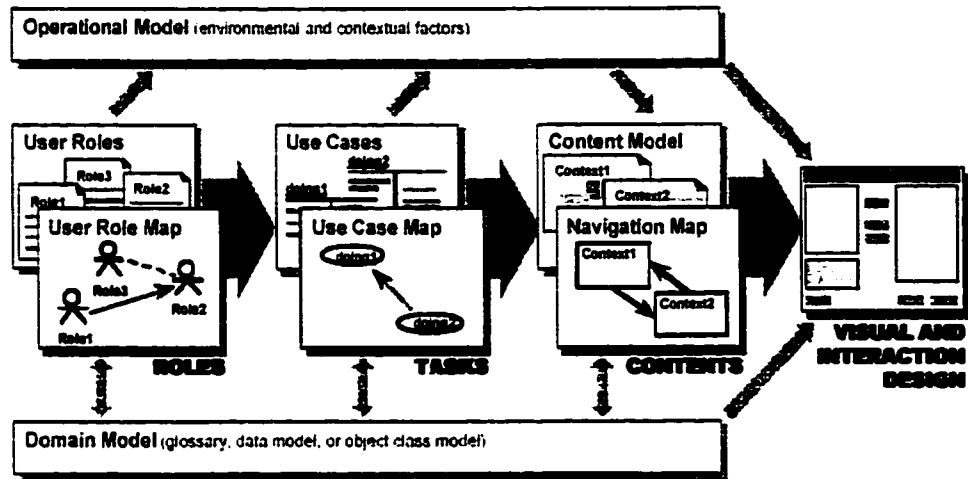 Operational Model (environmental and contextual factors)
User Roles
Role3
Role2
Role1
User Role Map
Role3
Role2
Role1
ROLES
Use Cases
doing2
doing1
Use Case Map
doing1
doing2
TASKS
Content Model
Context1
Context2
Navigation Map
Context1
Context2
CONTENTS
VISUAL AND
INTERACTION
DESIGN
Domain Model (glossary, data model, or object class model)